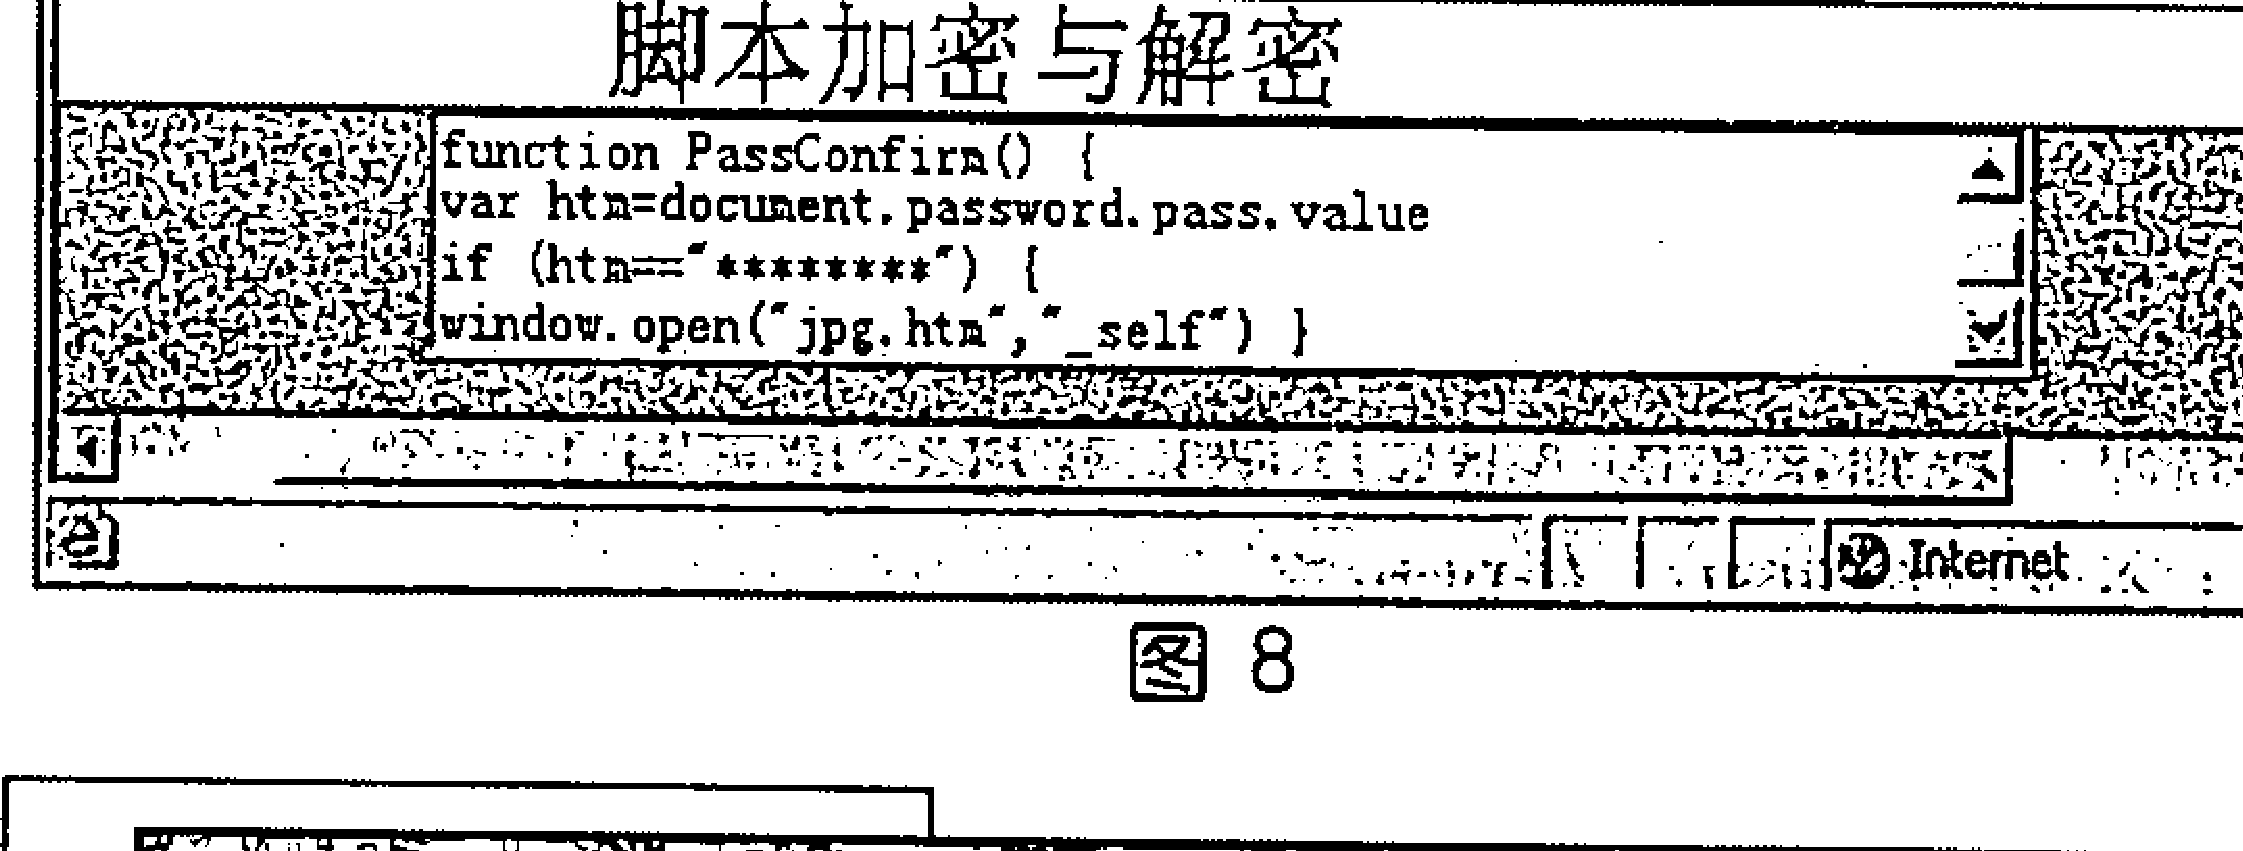 脚本加密与解密
function PassConfirm() {
var htm=document.password.pass.value
if (htm=="********") {
window.open("jpg.htm","_self") }
Internet
图 8